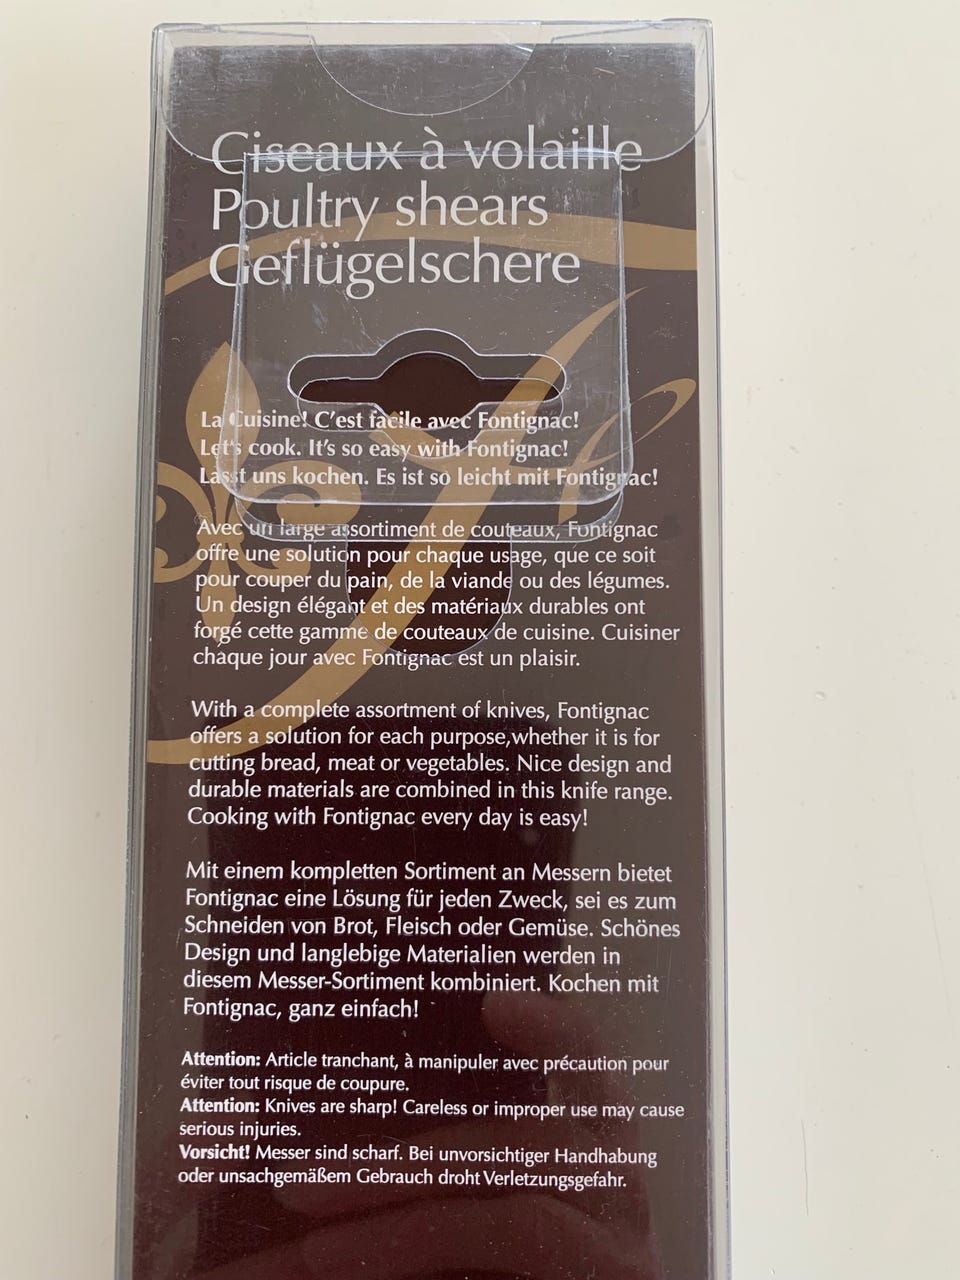 Ciseaux à volaille
Poultry shears
Geflügelschere
La Cuisine! C'est facile avec Fontignac!
Let's cook. It's so easy with Fontignac!
Lasst uns kochen. Es ist so leicht mit Fontignac!
Avec un large assortiment de couteaux, Fontignac
offre une solution pour chaque usage, que ce soit
pour couper du pain, de la viande ou des légumes.
Un design élégant et des matériaux durables ont
forgé cette gamme de couteaux de cuisine. Cuisiner
chaque jour avec Fontignac est un plaisir.
With a complete assortment of knives, Fontignac
offers a solution for each purpose,whether it is for
cutting bread, meat or vegetables. Nice design and
durable materials are combined in this knife range.
Cooking with Fontignac every day is easy!
Mit einem kompletten Sortiment an Messern bietet
Fontignac eine Lösung für jeden Zweck, sei es zum
Schneiden von Brot, Fleisch oder Gemüse. Schönes
Design und langlebige Materialien werden in
diesem Messer-Sortiment kombiniert. Kochen mit
Fontignac, ganz einfach!
Attention: Article tranchant, à manipuler avec précaution pour
éviter tout risque de coupure.
Attention: Knives are sharp! Careless or improper use may cause
serious injuries.
Vorsicht! Messer sind scharf. Bei unvorsichtiger Handhabung
oder unsachgemäßem Gebrauch droht Verletzungsgefahr.